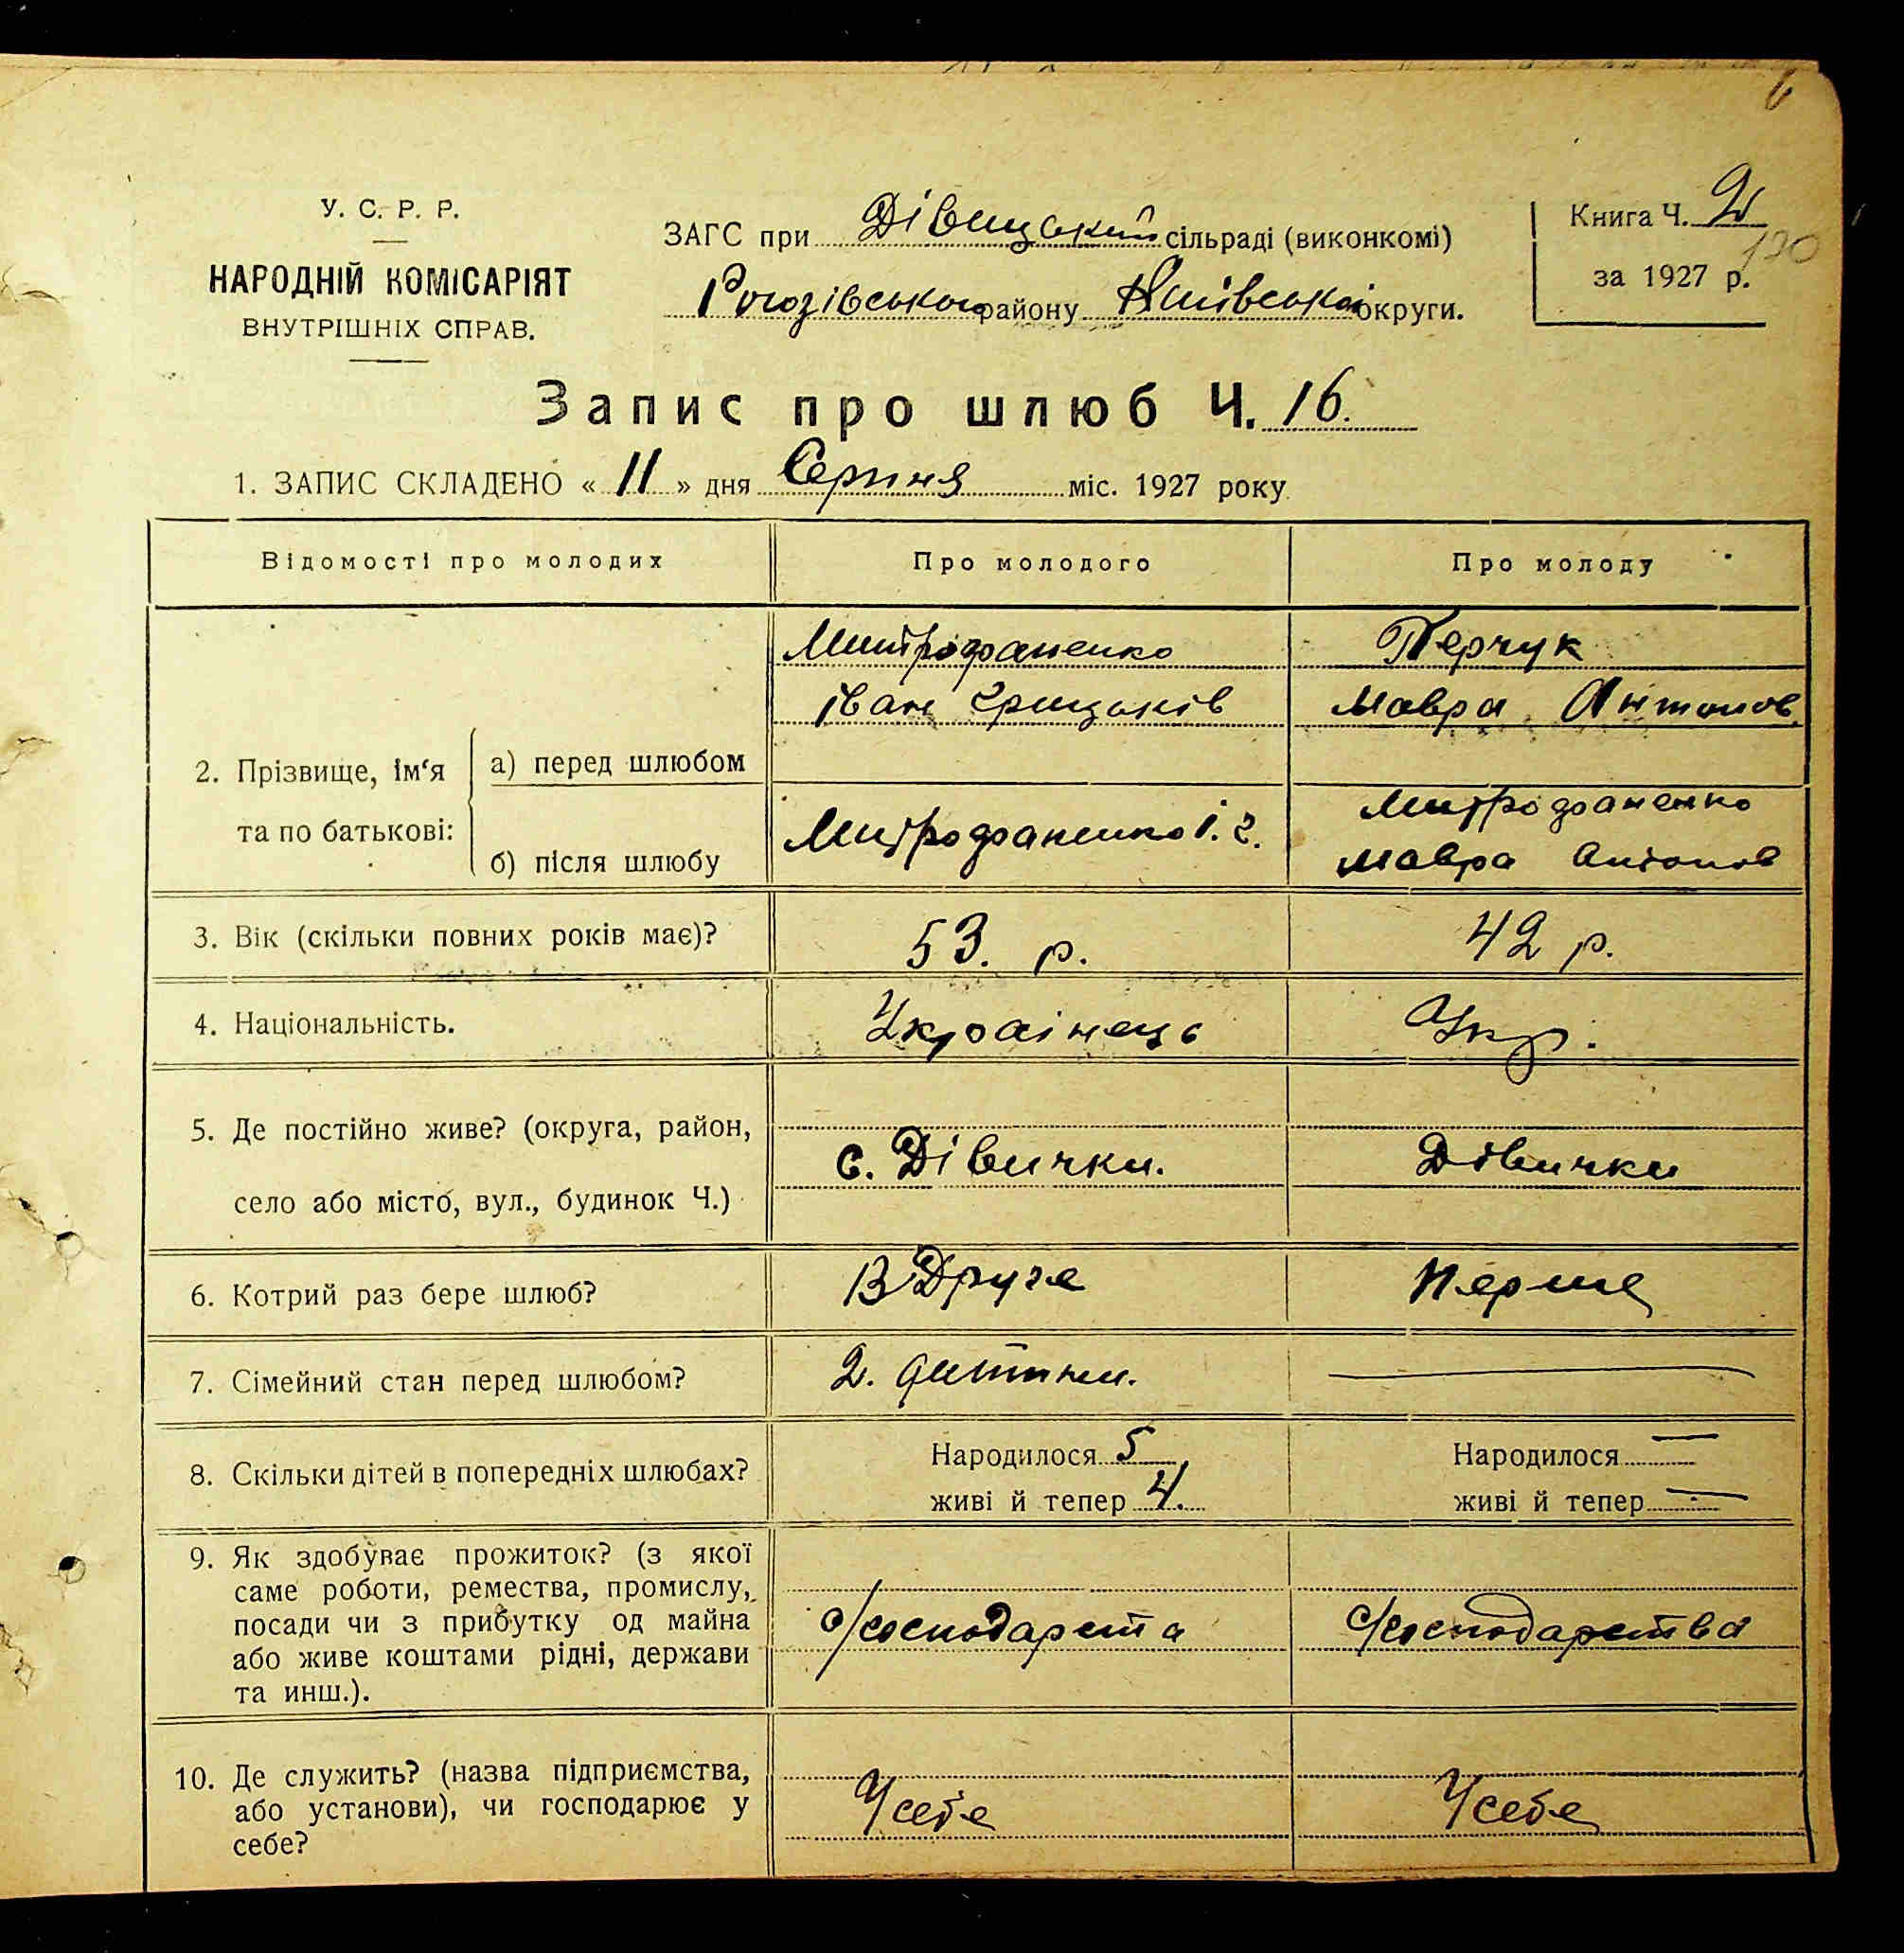 У. С. Р. Р.
НАРОДНІЙ КОМІСАРІЯТ
ВНУТРІШНІХ СПРАВ.
ЗАГС при Дівицькій сільраді (виконкомі)
Рогозівського району Київської округи.
Книга Ч. 2
190
за 1927 р.
Запис про шлюб Ч. 16.
1. ЗАПИС СКЛАДЕНО « 11 » дня Серпня міс. 1927 року
Відомості про молодих
Про молодого
Про молоду
2. Прізвище, ім‘я
та по батькові:
а) перед шлюбом
Митрофаненко
Іван Грицьків
Перчук
Мавра Антонов.
б) після шлюбу
Митрофаненко І. Г.
Митрофаненко
Мавра Антонов
3. Вік (скільки повних років має)?
53. р.
42 р.
4. Національність.
Українець
Укр.
5. Де постійно живе? (округа, район,
село або місто, вул., будинок Ч.)
с. Дівички.
Дівички
6. Котрий раз бере шлюб?
В Друге
Перше
7. Сімейний стан перед шлюбом?
2. дитини.
—
8. Скільки дітей в попередніх шлюбах?
Народилося 5
живі й тепер 4.
Народилося —
живі й тепер —
9. Як здобуває прожиток? (з якої
саме роботи, ремества, промислу,
посади чи з прибутку од майна
або живе коштами рідні, держави
та инш.).
с/господарста
с/господарства
10. Де служить? (назва підприємства,
або установи), чи господарює у
себе?
У себе
У себе